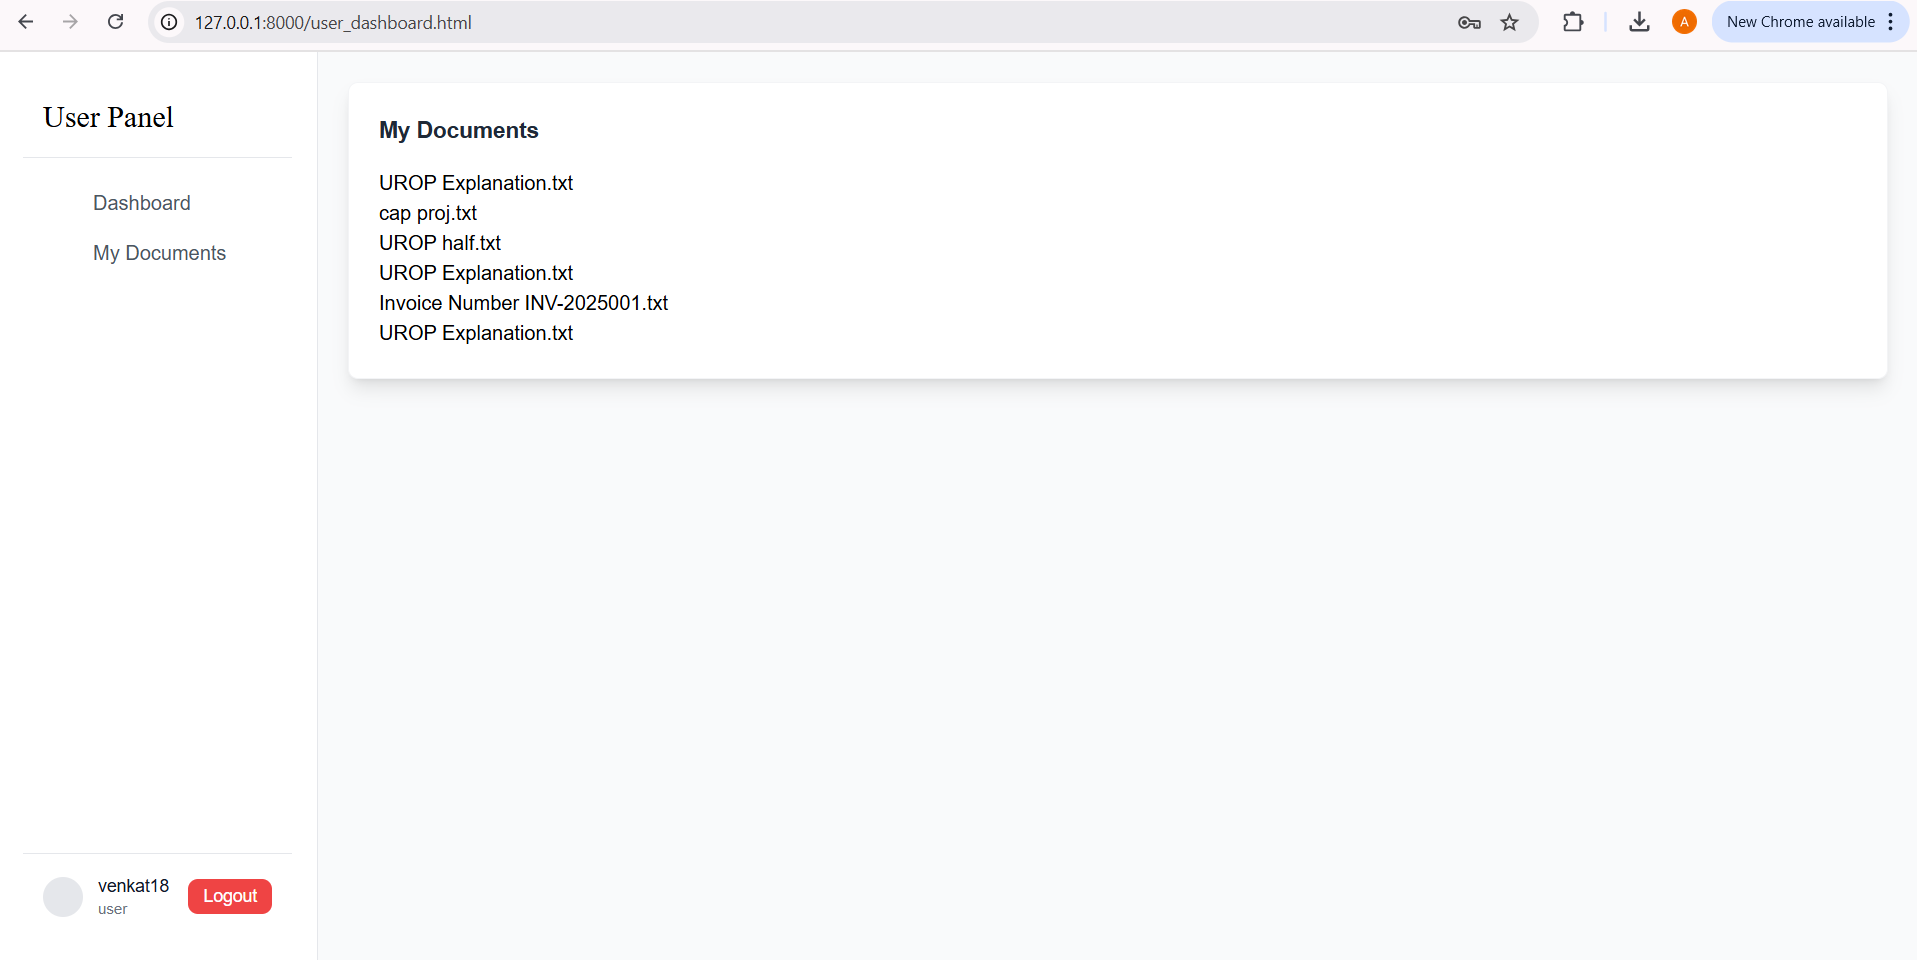 127.0.0.1:8000/user_dashboard.html
A
New Chrome available
User Panel
Dashboard
My Documents
My Documents
UROP Explanation.txt
cap proj.txt
UROP half.txt
UROP Explanation.txt
Invoice Number INV-2025001.txt
UROP Explanation.txt
venkat18
user
Logout